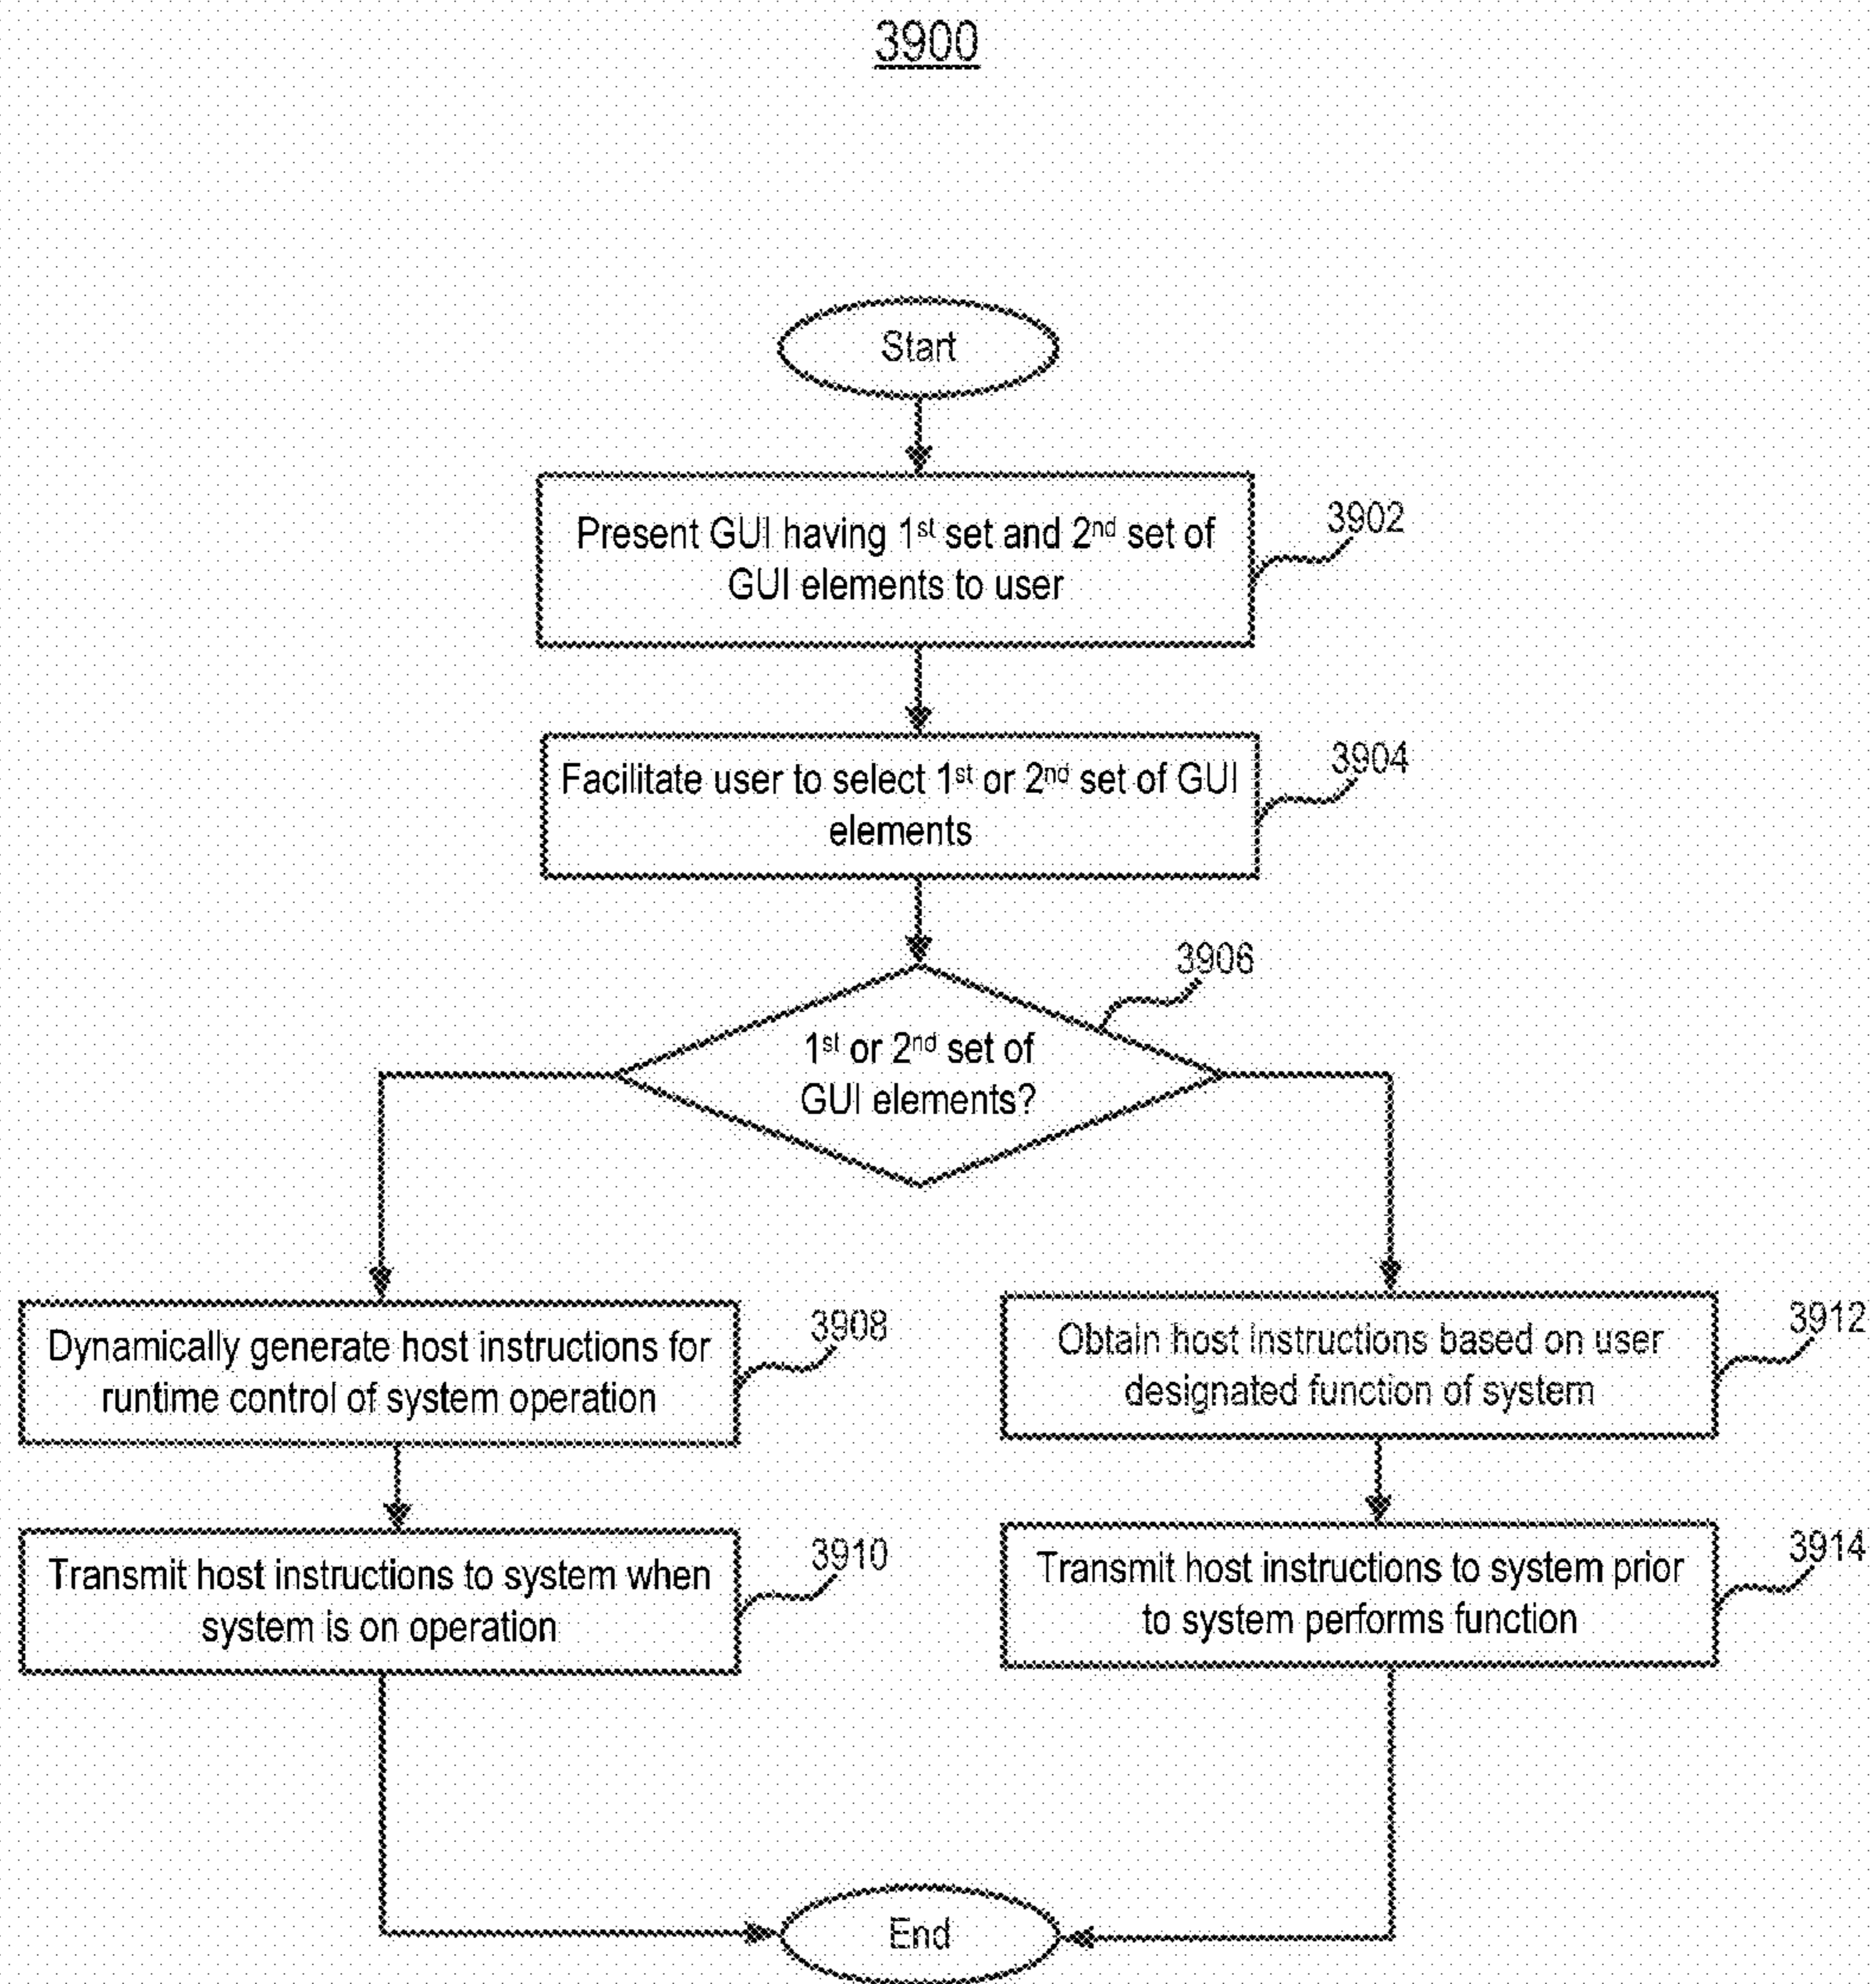 3900
Start
Present GUI having 1st set and 2nd set of
GUI elements to user
3902
Facilitate user to select 1st or 2nd set of GUI
elements
3904
3906
1st or 2nd set of
GUI elements?
Dynamically generate host instructions for
runtime control of system operation
3908
Obtain host instructions based on user
designated function of system
3912
Transmit host instructions to system when
system is on operation
3910
Transmit host instructions to system prior
to system performs function
3914
End